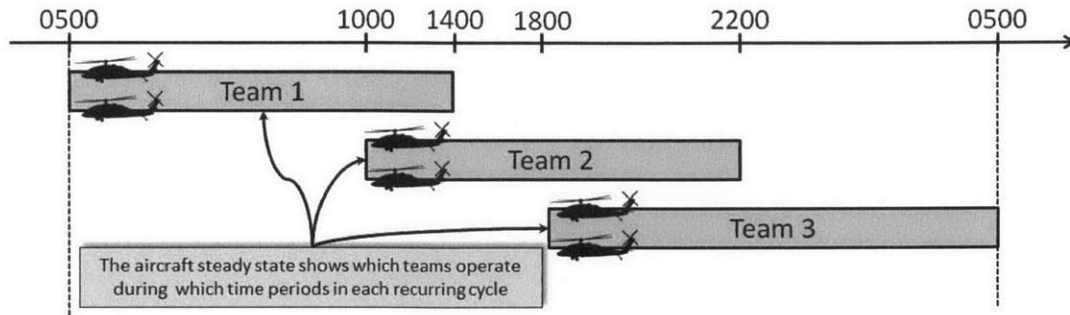 0500 1000 1400 1800 2200 0500
Team 1
Team 2
Team 3
The aircraft steady state shows which teams operate
during which time periods in each recurring cycle